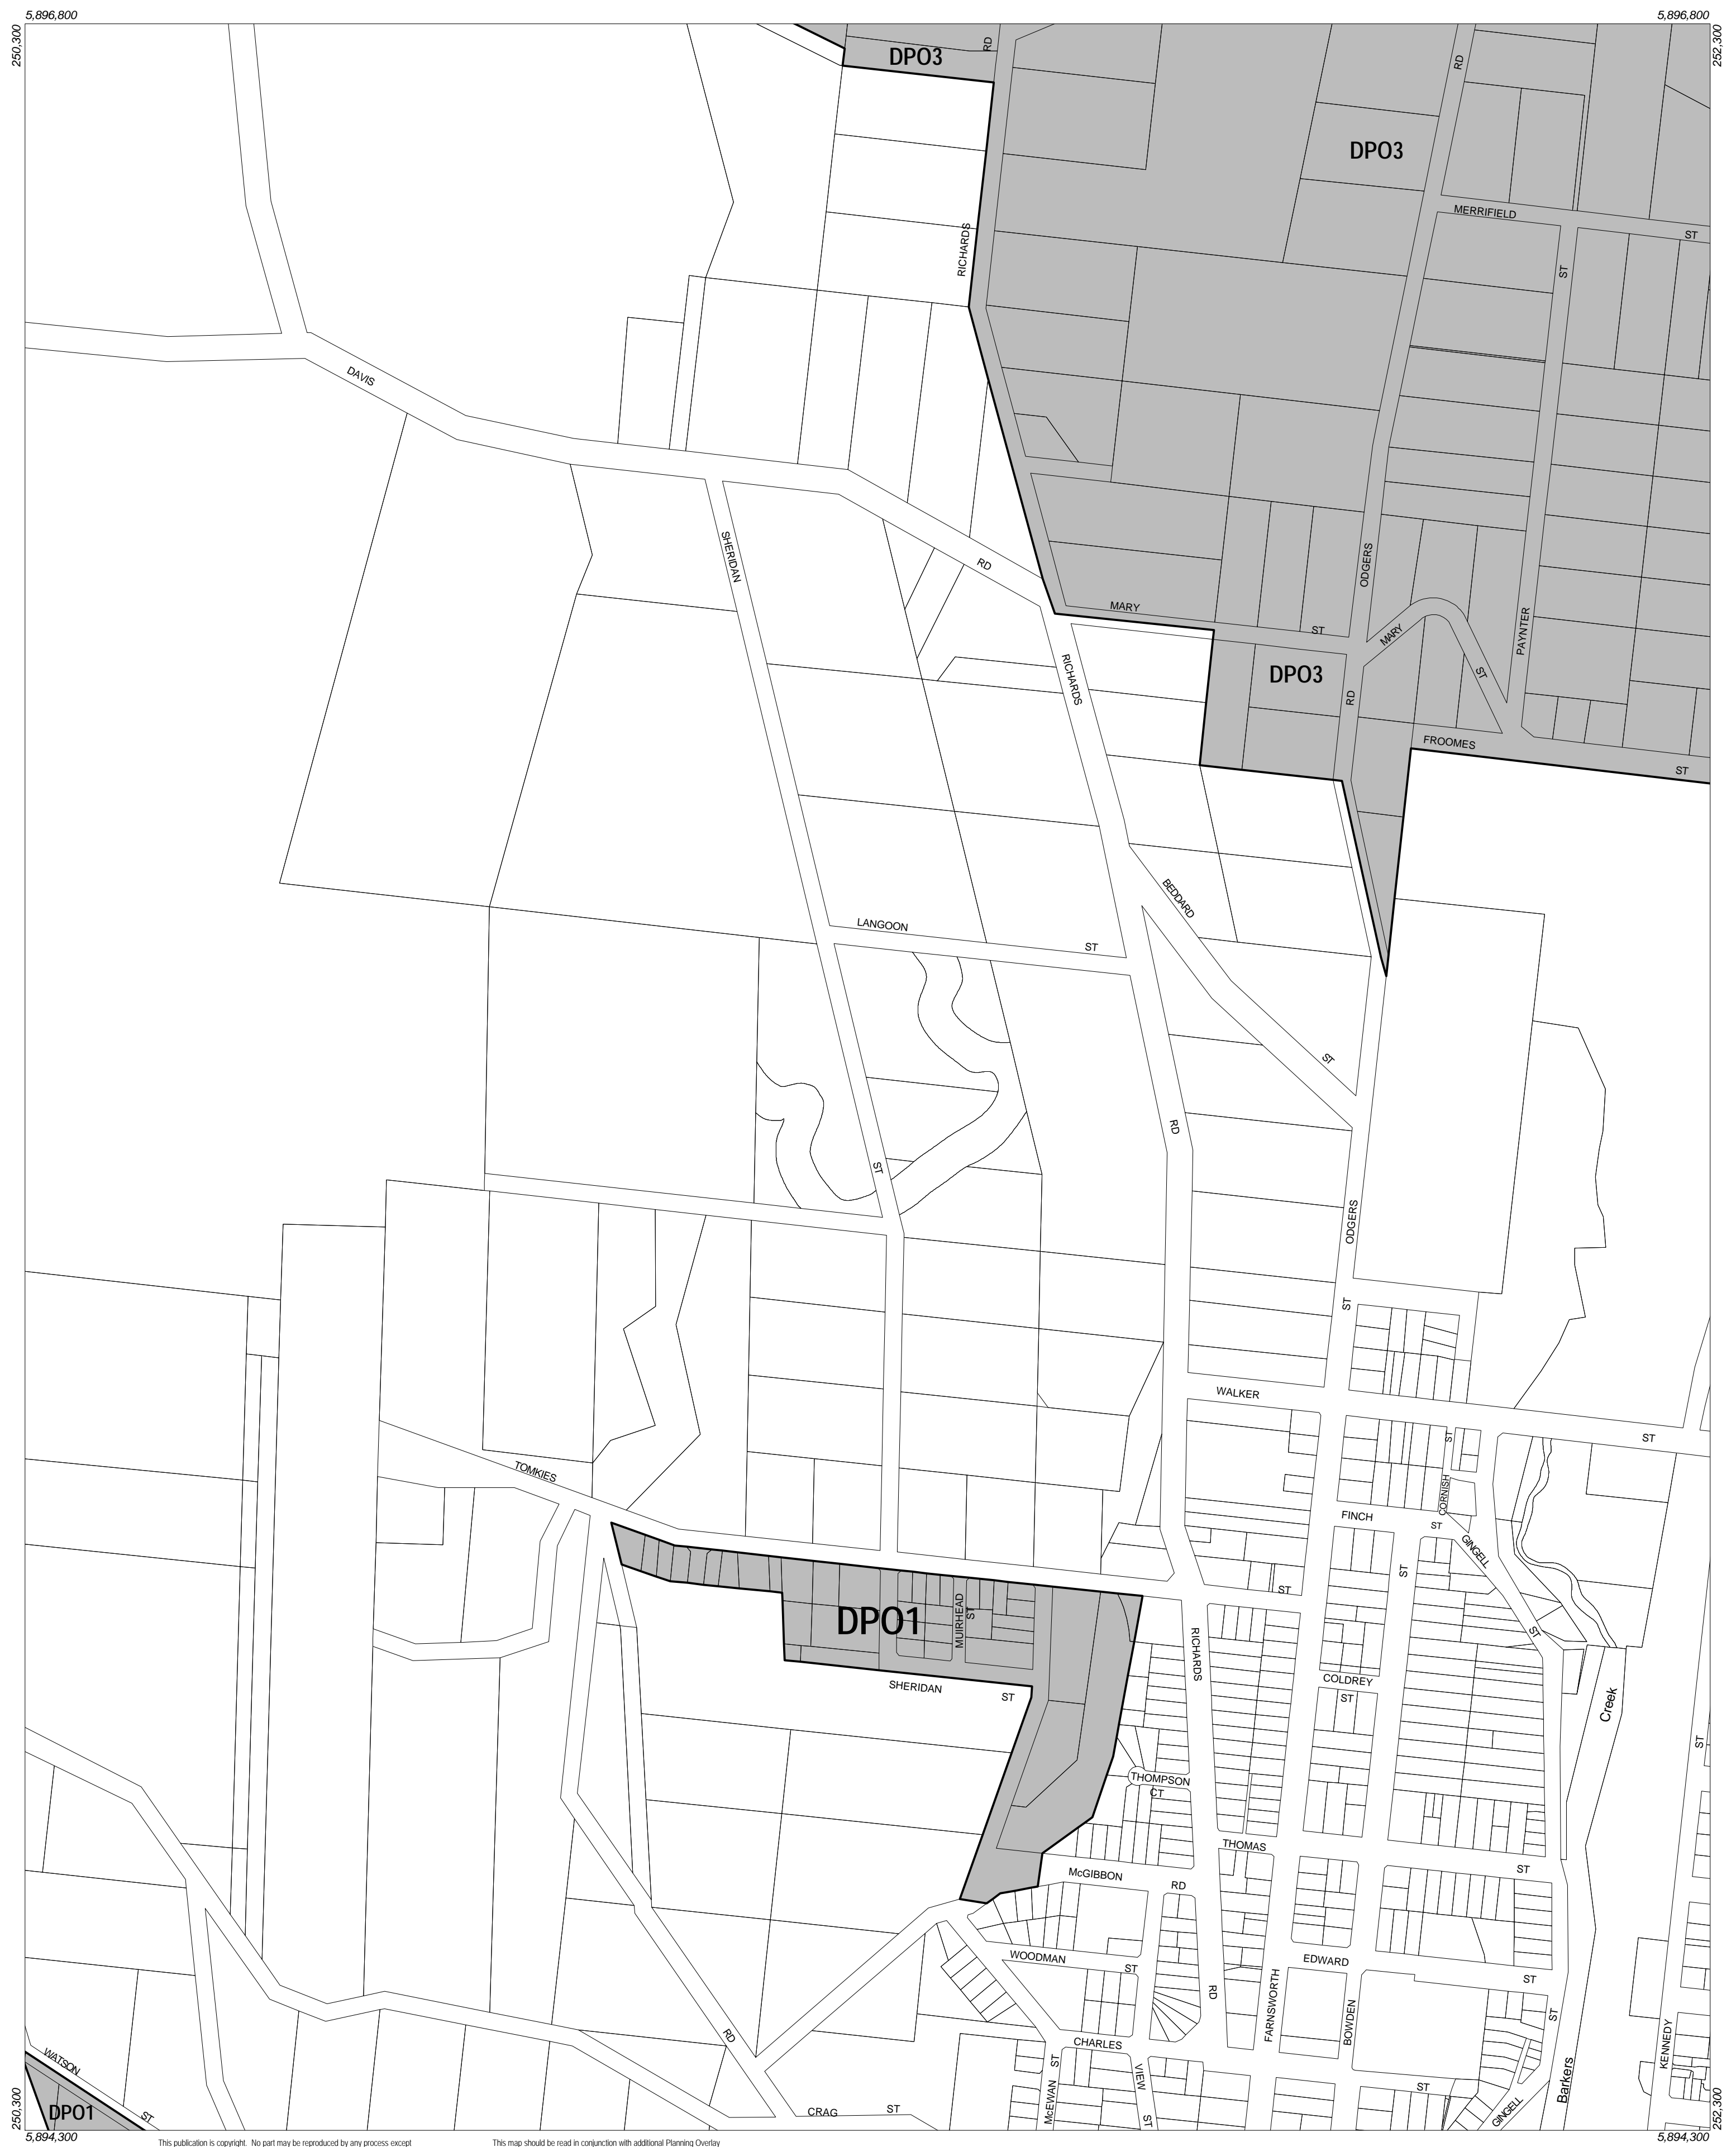 5,896,800
5,896,800
250,300
252,300
DPO3
RD
RD
DPO3
MERRIFIELD
ST
RICHARDS
ST
DAVIS
SHERIDAN
RD
ODGERS
MARY
ST
MARY
PAYNTER
ST
RICHARDS
DPO3
RD
FROOMES
ST
BEDDARD
LANGOON
ST
ST
RD
ST
ODGERS
ST
WALKER
ST
ST
TOMKIES
CORNISH
FINCH
ST
GINGELL
ST
ST
DPO1
MUIRHEAD
ST
RICHARDS
ST
COLDREY
ST
SHERIDAN
ST
Creek
ST
THOMPSON
CT
THOMAS
ST
McGIBBON
RD
WOODMAN
ST
EDWARD
ST
RD
FARNSWORTH
BOWDEN
ST
RD
CHARLES
KENNEDY
WATSON
ST
VIEW
ST
McEWAN
ST
Barkers
GINGELL
DPO1
ST
CRAG
ST
250,300
252,300
5,894,300
5,894,300
This publication is copyright. No part may be reproduced by any process except
This map should be read in conjunction with additional Planning Overlay